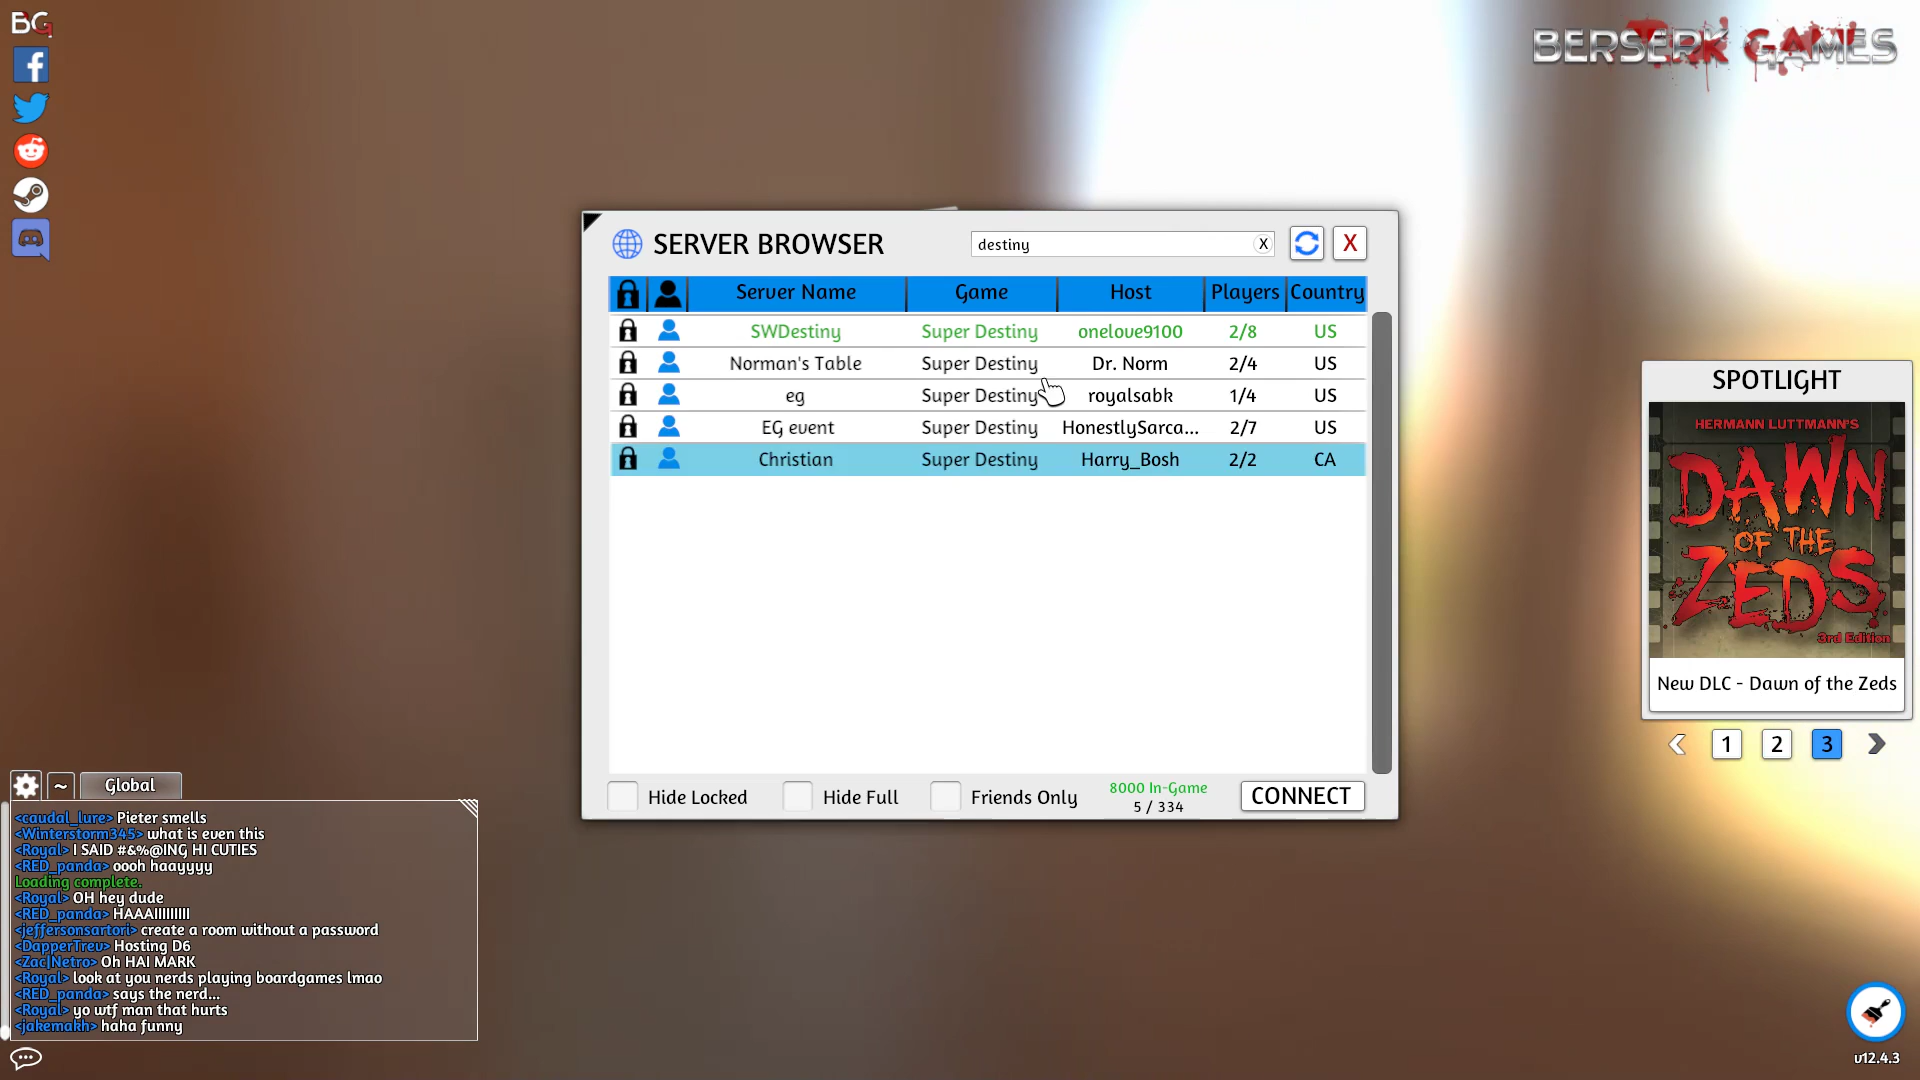 BG
BERSERK GAMES
SERVER BROWSER
destiny
X
X
Server Name Game Host Players Country
SWDestiny Super Destiny onelove9100 2/8 US
Norman's Table Super Destiny Dr. Norm 2/4 US
eg Super Destiny royalsabk 1/4 US
EG event Super Destiny HonestlySarca... 2/7 US
Christian Super Destiny Harry_Bosh 2/2 CA
Hide Locked
Hide Full
Friends Only
8000 In-Game
5 / 334
CONNECT
SPOTLIGHT
HERMANN LUTTMANN'S
DAWN
OF THE
ZEDS
3rd Edition
New DLC - Dawn of the Zeds
1 2 3
~ Global
<caudal_lure> Pieter smells
<Winterstorm345> what is even this
<Royal> I SAID #&%@ING HI CUTIES
<RED_panda> oooh haayyyy
Loading complete.
<Royal> OH hey dude
<RED_panda> HAAAIIIIIIIII
<jeffersonsartori> create a room without a password
<DapperTrev> Hosting D6
<Zac|Netro> Oh HAI MARK
<Royal> look at you nerds playing boardgames lmao
<RED_panda> says the nerd...
<Royal> yo wtf man that hurts
<jakemakh> haha funny
v12.4.3